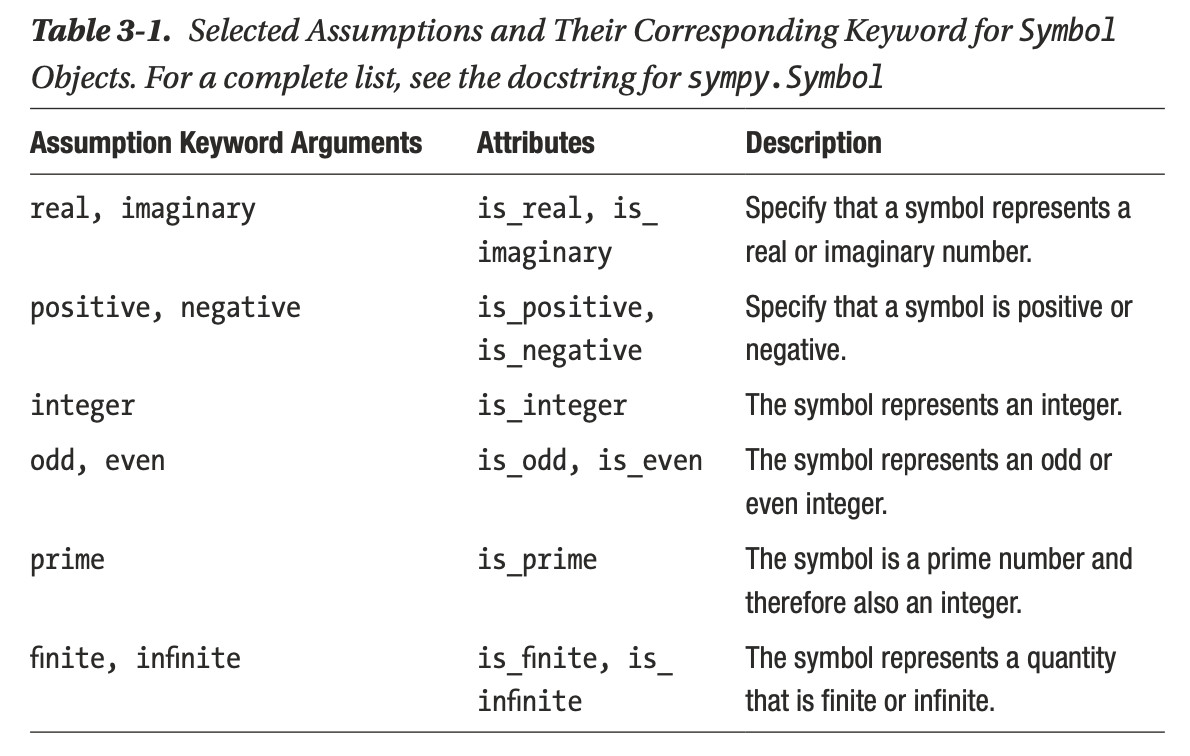 Table 3-1. Selected Assumptions and Their Corresponding Keyword for Symbol
Objects. For a complete list, see the docstring for sympy.Symbol
Assumption Keyword Arguments Attributes Description
real, imaginary is_real, is_ Specify that a symbol represents a
imaginary real or imaginary number.
positive, negative is_positive, Specify that a symbol is positive or
is_negative negative.
integer is_integer The symbol represents an integer.
odd, even is_odd, is_even The symbol represents an odd or
even integer.
prime is_prime The symbol is a prime number and
therefore also an integer.
finite, infinite is_finite, is_ The symbol represents a quantity
infinite that is finite or infinite.